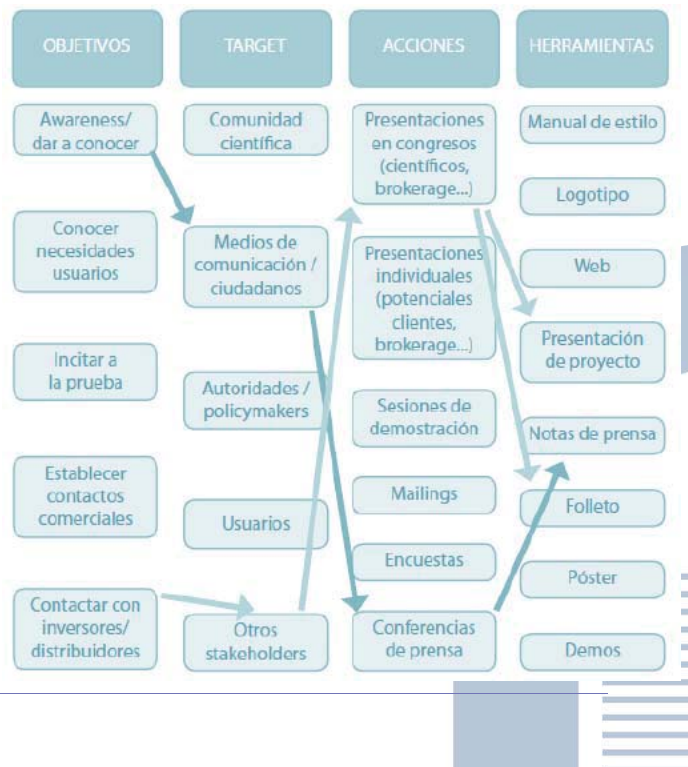 OBJETIVOS
TARGET
ACCIONES
HERRAMIENTAS
Awareness/
dar a conocer
Conocer
necesidades
usuarios
Incitar a
la prueba
Establecer
contactos
comerciales
Contactar con
inversores/
distribuidores
Comunidad
científica
Medios de
comunicación /
ciudadanos
Autoridades /
policymakers
Usuarios
Otros
stakeholders
Presentaciones
en congresos
(científicos,
brokerage...)
Presentaciones
individuales
(potenciales
clientes,
brokerage...)
Sesiones de
demostración
Mailings
Encuestas
Conferencias
de prensa
Manual de estilo
Logotipo
Web
Presentación
de proyecto
Notas de prensa
Folleto
Póster
Demos